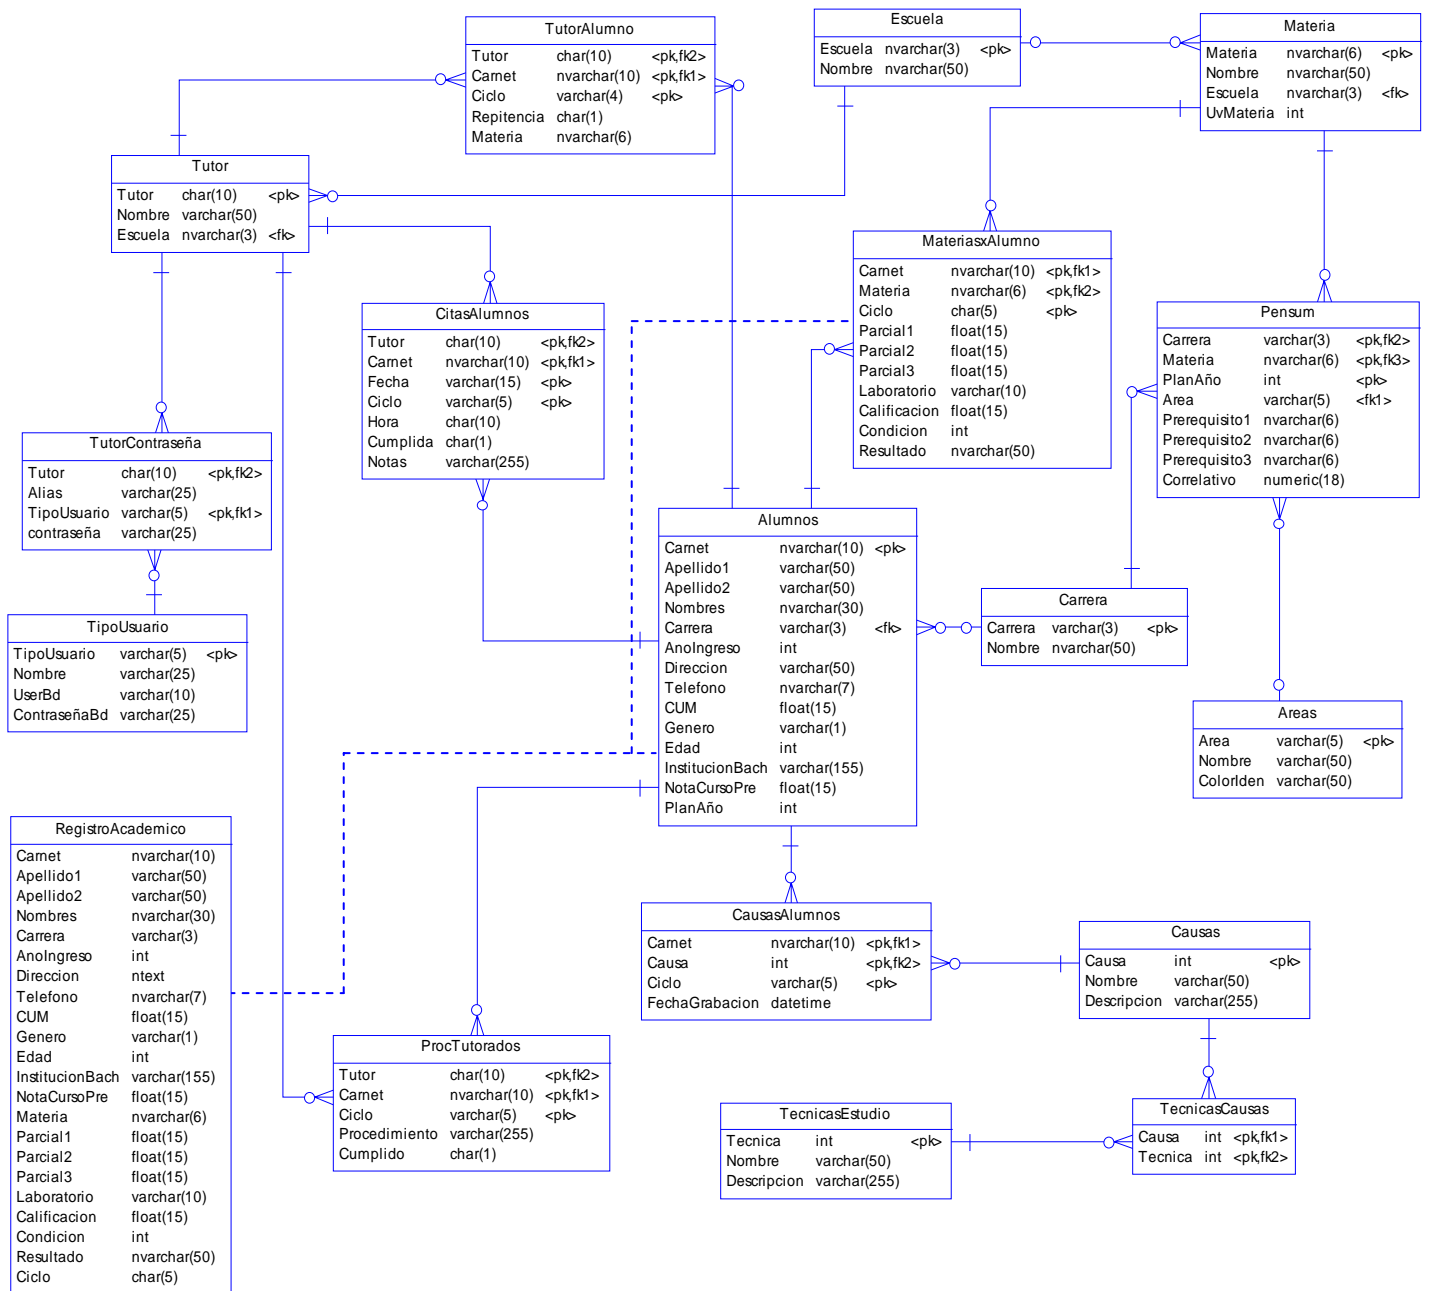 TutorAlumno
Tutor char(10) <pk,fk2>
Carnet nvarchar(10) <pk,fk1>
Ciclo varchar(4) <pk>
Repitencia char(1)
Materia nvarchar(6)
Escuela
Escuela nvarchar(3) <pk>
Nombre nvarchar(50)
Materia
Materia nvarchar(6) <pk>
Nombre nvarchar(50)
Escuela nvarchar(3) <fk>
UvMateria int
Tutor
Tutor char(10) <pk>
Nombre varchar(50)
Escuela nvarchar(3) <fk>
MateriasxAlumno
Carnet nvarchar(10) <pk,fk1>
Materia nvarchar(6) <pk,fk2>
Ciclo char(5) <pk>
Parcial1 float(15)
Parcial2 float(15)
Parcial3 float(15)
Laboratorio varchar(10)
Calificacion float(15)
Condicion int
Resultado nvarchar(50)
CitasAlumnos
Tutor char(10) <pk,fk2>
Carnet nvarchar(10) <pk,fk1>
Fecha varchar(15) <pk>
Ciclo varchar(5) <pk>
Hora char(10)
Cumplida char(1)
Notas varchar(255)
Pensum
Carrera varchar(3) <pk,fk2>
Materia nvarchar(6) <pk,fk3>
PlanAño int <pk>
Area varchar(5) <fk1>
Prerequisito1 nvarchar(6)
Prerequisito2 nvarchar(6)
Prerequisito3 nvarchar(6)
Correlativo numeric(18)
TutorContraseña
Tutor char(10) <pk,fk2>
Alias varchar(25)
TipoUsuario varchar(5) <pk,fk1>
contraseña varchar(25)
Alumnos
Carnet nvarchar(10) <pk>
Apellido1 varchar(50)
Apellido2 varchar(50)
Nombres nvarchar(30)
Carrera varchar(3) <fk>
AnoIngreso int
Direccion varchar(50)
Telefono nvarchar(7)
CUM float(15)
Genero varchar(1)
Edad int
InstitucionBach varchar(155)
NotaCursoPre float(15)
PlanAño int
Carrera
Carrera varchar(3) <pk>
Nombre nvarchar(50)
TipoUsuario
TipoUsuario varchar(5) <pk>
Nombre varchar(25)
UserBd varchar(10)
ContraseñaBd varchar(25)
Areas
Area varchar(5) <pk>
Nombre varchar(50)
ColorIden varchar(50)
RegistroAcademico
Carnet nvarchar(10)
Apellido1 varchar(50)
Apellido2 varchar(50)
Nombres nvarchar(30)
Carrera varchar(3)
AnoIngreso int
Direccion ntext
Telefono nvarchar(7)
CUM float(15)
Genero varchar(1)
Edad int
InstitucionBach varchar(155)
NotaCursoPre float(15)
Materia nvarchar(6)
Parcial1 float(15)
Parcial2 float(15)
Parcial3 float(15)
Laboratorio varchar(10)
Calificacion float(15)
Condicion int
Resultado nvarchar(50)
Ciclo char(5)
CausasAlumnos
Carnet nvarchar(10) <pk,fk1>
Causa int <pk,fk2>
Ciclo varchar(5) <pk>
FechaGrabacion datetime
Causas
Causa int <pk>
Nombre varchar(50)
Descripcion varchar(255)
ProcTutorados
Tutor char(10) <pk,fk2>
Carnet nvarchar(10) <pk,fk1>
Ciclo varchar(5) <pk>
Procedimiento varchar(255)
Cumplido char(1)
TecnicasEstudio
Tecnica int <pk>
Nombre varchar(50)
Descripcion varchar(255)
TecnicasCausas
Causa int <pk,fk1>
Tecnica int <pk,fk2>